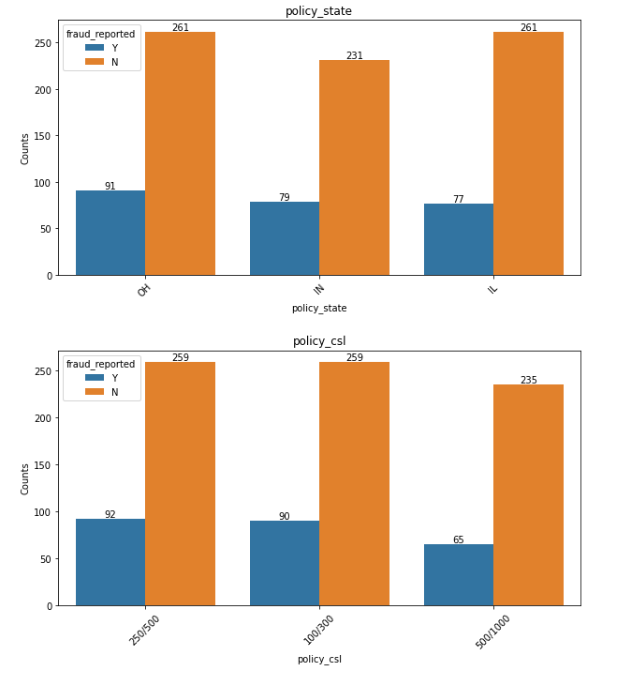 policy_state
fraud_reported
Y
N
Counts
250
200
150
100
50
0
91
261
79
231
77
261
OH
IN
IL
policy_state
policy_csl
fraud_reported
Y
N
Counts
250
200
150
100
50
0
92
259
90
259
65
235
250/500
100/300
500/1000
policy_csl